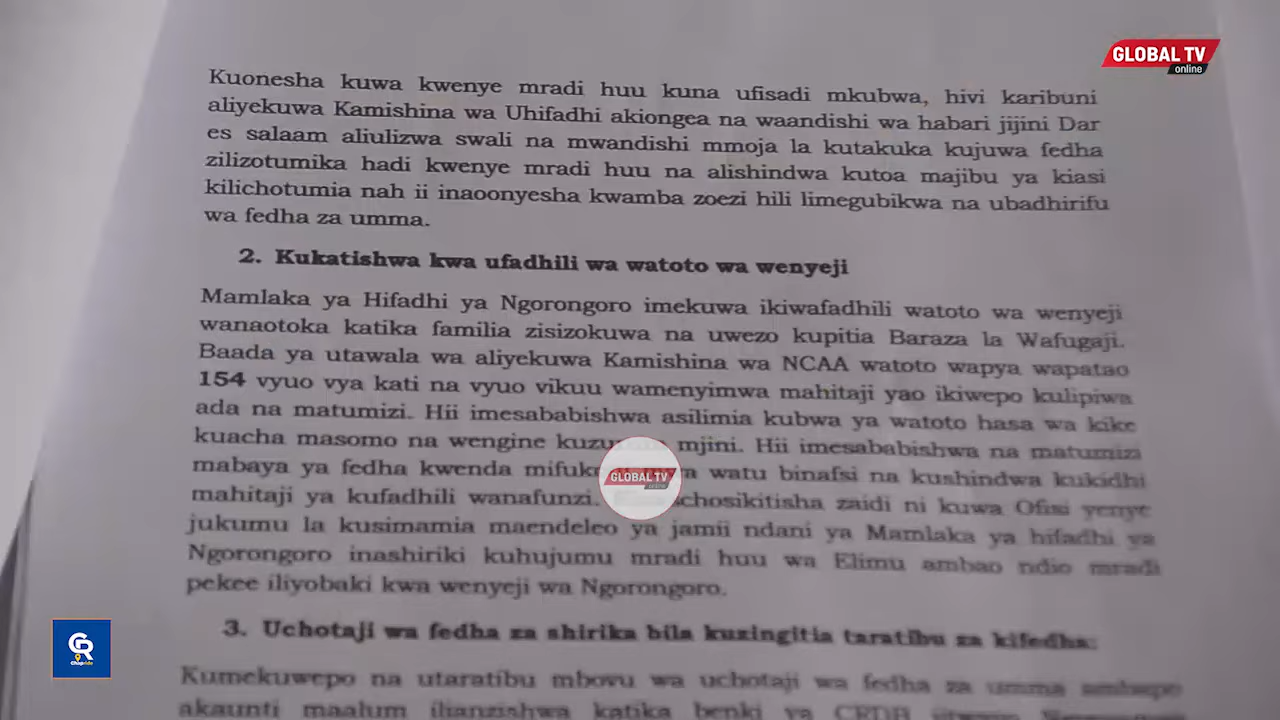 GLOBAL TV
online
Kuonesha kuwa kwenye mradi huu kuna ufisadi mkubwa, hivi karibuni
aliyekuwa Kamishina wa Uhifadhi akiongea na waandishi wa habari jijini Dar
es salaam aliulizwa swali na mwandishi mmoja la kutakuka kujuwa fedha
zilizotumika hadi kwenye mradi huu na alishindwa kutoa majibu ya kiasi
kilichotumia nah ii inaoonyesha kwamba zoezi hili limegubikwa na ubadhirifu
wa fedha za umma.
2. Kukatishwa kwa ufadhili wa watoto wa wenyeji
Mamlaka ya Hifadhi ya Ngorongoro imekuwa ikiwafadhili watoto wa wenyeji
wanaotoka katika familia zisizokuwa na uwezo kupitia Baraza la Wafugaji.
Baada ya utawala wa aliyekuwa Kamishina wa NCAA watoto wapya wapatao
154 vyuo vya kati na vyuo vikuu wamenyimwa mahitaji yao ikiwepo kulipiwa
ada na matumizi. Hii imesababishwa asilimia kubwa ya watoto hasa wa kike
kuacha masomo na wengine mjini. Hii imesababishwa na matumizi
mabaya ya fedha kwenda watu binafsi na kushindwa kukidhi
GLOBAL TV
online
mahitaji ya kufadhili wanafunzi. zaidi ni kuwa Ofisi yenye
jukumu la kusimamia maendeleo ya jamii ndani ya Mamlaka ya hifadhi ya
Ngorongoro inashiriki kuhujumu mradi huu wa Elimu ambao ndio mradi
pekee iliyobaki kwa wenyeji wa Ngorongoro.
3. Uchotaji wa fedha za shirika bila kuzingitia taratibu za kifedha:
Kumekuwepo na utaratibu mbovu wa uchotaji wa fedha za umma ambapo
akaunti maalum ilianzishwa katika benki ya CRDB
GR
Chapride